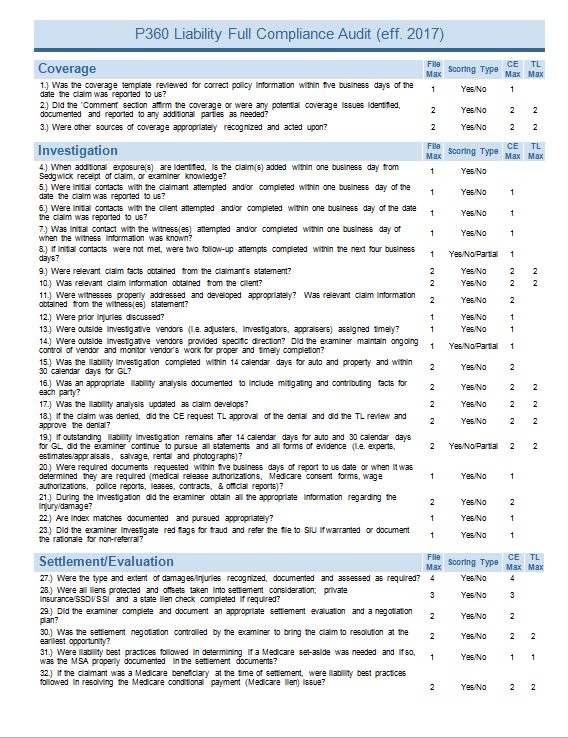 P360 Liability Full Compliance Audit (eff. 2017)
Coverage File Max Scoring Type CE Max TL Max
1.) Was the coverage template reviewed for correct policy information within five business days of the
date the claim was reported to us? 1 Yes/No 1
2.) Did the 'Comment' section affirm the coverage or were any potential coverage issues identified,
documented and reported to any additional parties as needed? 2 Yes/No 2 2
3.) Were other sources of coverage appropriately recognized and acted upon? 2 Yes/No 2 2
Investigation File Max Scoring Type CE Max TL Max
4.) When additional exposure(s) are identified, is the claim(s) added within one business day from
Sedgwick receipt of claim, or examiner knowledge? 1 Yes/No
5.) Were initial contacts with the claimant attempted and/or completed within one business day of the
date the claim was reported to us? 1 Yes/No 1
6.) Were initial contacts with the client attempted and/or completed within one business day of the date
the claim was reported to us? 1 Yes/No 1
7.) Was initial contact with the witness(es) attempted and/or completed within one business day of
when the witness information was known? 1 Yes/No 1
8.) If initial contacts were not met, were two follow-up attempts completed within the next four business
days? 1 Yes/No/Partial 1
9.) Were relevant claim facts obtained from the claimant's statement? 2 Yes/No 2 2
10.) Was relevant claim information obtained from the client? 2 Yes/No 2 2
11.) Were witnesses properly addressed and developed appropriately? Was relevant claim information
obtained from the witness(es) statement? 2 Yes/No 2
12.) Were prior injuries discussed? 1 Yes/No 1
13.) Were outside investigative vendors (i.e. adjusters, investigators, appraisers) assigned timely? 1 Yes/No 1
14.) Were outside investigative vendors provided specific direction? Did the examiner maintain ongoing
control of vendor and monitor vendor's work for proper and timely completion? 1 Yes/No/Partial 1
15.) Was the liability investigation completed within 14 calendar days for auto and property and within
30 calendar days for GL? 2 Yes/No 2
16.) Was an appropriate liability analysis documented to include mitigating and contributing facts for
each party? 2 Yes/No 2 2
17.) Was the liability analysis updated as claim develops? 2 Yes/No 2 2
18.) If the claim was denied, did the CE request TL approval of the denial and did the TL review and
approve the denial? 2 Yes/No 2 2
19.) If outstanding liability investigation remains after 14 calendar days for auto and 30 calendar days
for GL, did the examiner continue to pursue all statements and all forms of evidence (i.e. experts,
estimates/appraisals, salvage, rental and photographs)? 2 Yes/No/Partial 2 2
20.) Were required documents requested within five business days of report to us date or when it was
determined they are required (medical release authorizations, Medicare consent forms, wage
authorizations, police reports, leases, contracts, & official reports)? 1 Yes/No 1
21.) During the investigation did the examiner obtain all the appropriate information regarding the
injury/damage? 2 Yes/No 2
22.) Are index matches documented and pursued appropriately? 1 Yes/No 1
23.) Did the examiner investigate red flags for fraud and refer the file to SIU if warranted or document
the rationale for non-referral? 1 Yes/No 1
Settlement/Evaluation File Max Scoring Type CE Max TL Max
27.) Were the type and extent of damages/injuries recognized, documented and assessed as required? 4 Yes/No 4
28.) Were all liens protected and offsets taken into settlement consideration; private
insurance/SSDI/SSI and a state lien check completed if required? 3 Yes/No 3
29.) Did the examiner complete and document an appropriate settlement evaluation and a negotiation
plan? 2 Yes/No 2
30.) Was the settlement negotiation controlled by the examiner to bring the claim to resolution at the
earliest opportunity? 2 Yes/No 2 2
31.) Were liability best practices followed in determining if a Medicare set-aside was needed and if so,
was the MSA properly documented in the settlement documents? 1 Yes/No 1 1
32.) If the claimant was a Medicare beneficiary at the time of settlement, were liability best practices
followed in resolving the Medicare conditional payment (Medicare lien) issue? 2 Yes/No 2 2